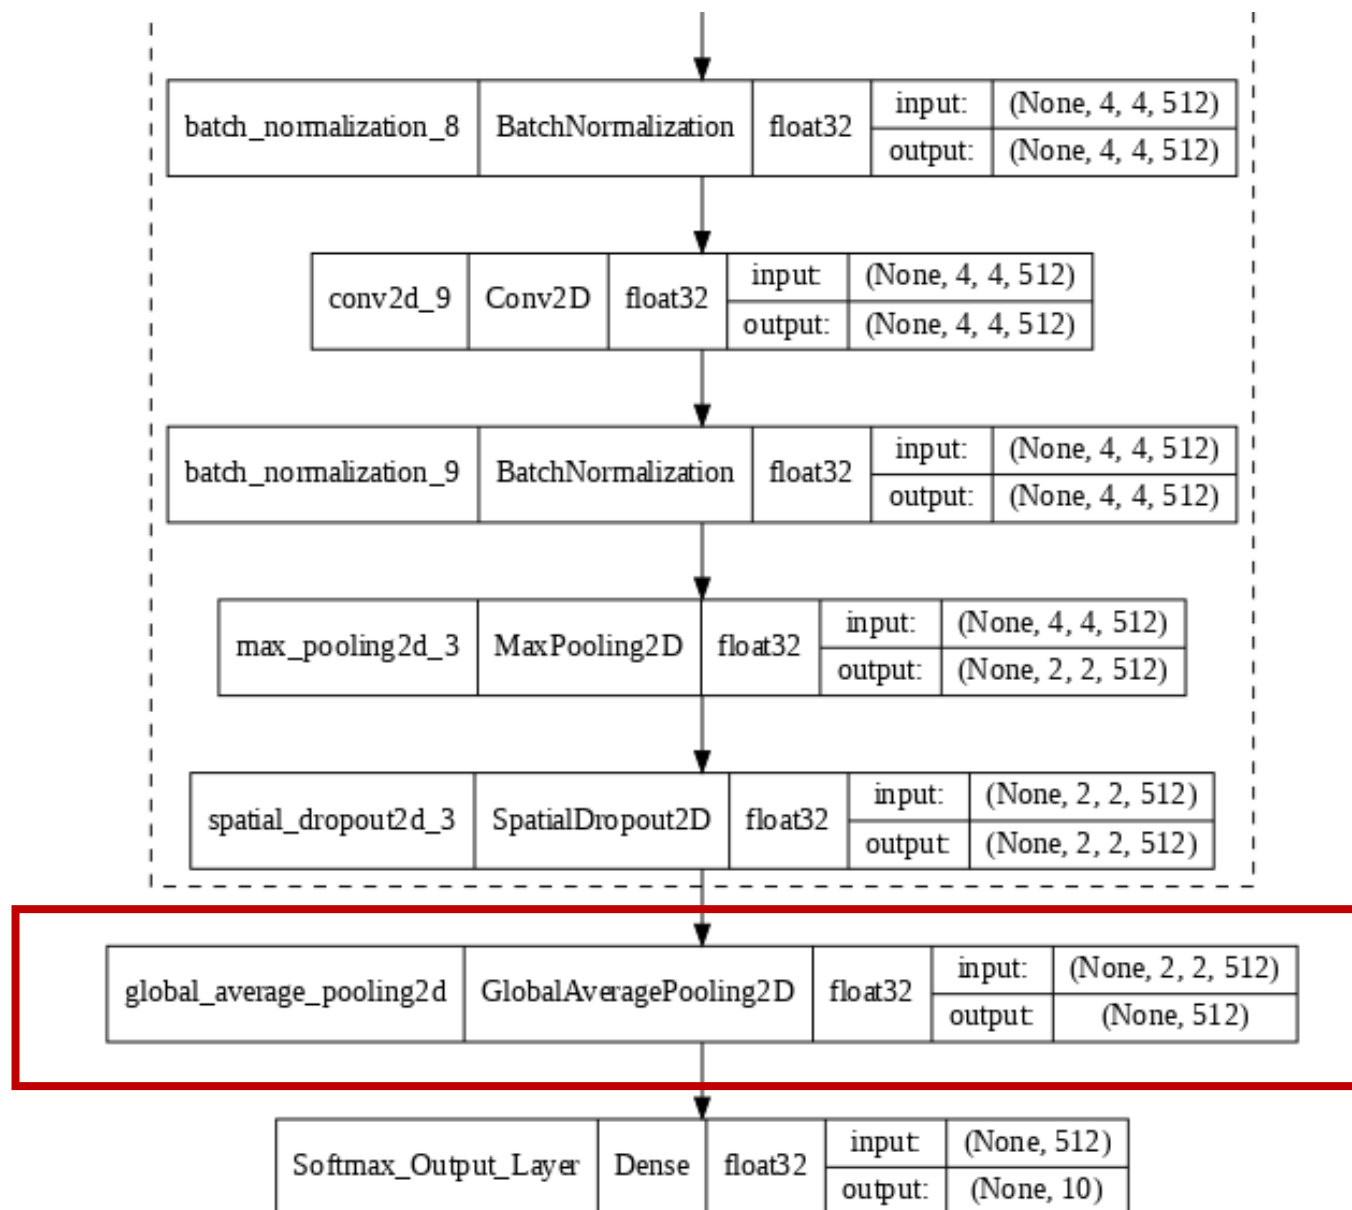 batch_normalization_8 BatchNormalization float32 input: (None, 4, 4, 512)
output: (None, 4, 4, 512)
conv2d_9 Conv2D float32 input: (None, 4, 4, 512)
output: (None, 4, 4, 512)
batch_normalization_9 BatchNormalization float32 input: (None, 4, 4, 512)
output: (None, 4, 4, 512)
max_pooling2d_3 MaxPooling2D float32 input: (None, 4, 4, 512)
output: (None, 2, 2, 512)
spatial_dropout2d_3 SpatialDropout2D float32 input: (None, 2, 2, 512)
output: (None, 2, 2, 512)
global_average_pooling2d GlobalAveragePooling2D float32 input: (None, 2, 2, 512)
output: (None, 512)
Softmax_Output_Layer Dense float32 input: (None, 512)
output: (None, 10)